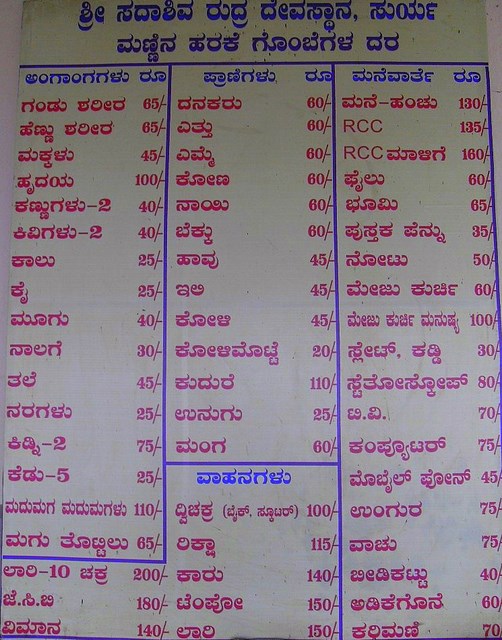 ಶ್ರೀ ಸದಾಶಿವ ರುದ್ರ ದೇವಸ್ಥಾನ, ಸುರ್ಯ
ಮಣ್ಣಿನ ಹರಕೆ ಗೊಂಬೆಗಳ ದರ
ಅಂಗಾಂಗಗಳು ರೂ
ಗಂಡು ಶರೀರ 65/-
ಹೆಣ್ಣು ಶರೀರ 65/-
ಮಕ್ಕಳು 45/-
ಹೃದಯ 100/-
ಕಣ್ಣುಗಳು-2 40/-
ಕಿವಿಗಳು-2 40/-
ಕಾಲು 25/-
ಕೈ 25/-
ಮೂಗು 40/-
ನಾಲಗೆ 30/-
ತಲೆ 45/-
ನರಗಳು 25/-
ಕಿಡ್ನಿ-2 75/-
ಕೆಡು-5 25/-
ಮದುಮಗ ಮದುಮಗಳು 110/-
ಮಗು ತೊಟ್ಟಿಲು 65/-
ಲಾರಿ-10 ಚಕ್ರ 200/-
ಜೆ.ಸಿ.ಬಿ 180/-
ವಿಮಾನ 140/-
ಪ್ರಾಣಿಗಳು ರೂ
ದನಕರು 60/-
ಎತ್ತು 60/-
ಎಮ್ಮೆ 60/-
ಕೋಣ 60/-
ನಾಯಿ 60/-
ಬೆಕ್ಕು 60/-
ಹಾವು 45/-
ಇಲಿ 45/-
ಕೋಳಿ 45/-
ಕೋಳಿಮೊಟ್ಟೆ 20/-
ಕುದುರೆ 110/-
ಉನುಗು 25/-
ಮಂಗ 60/-
ವಾಹನಗಳು
ದ್ವಿಚಕ್ರ (ಬೈಕ್, ಸ್ಕೂಟರ್) 100/-
ರಿಕ್ಷಾ 115/-
ಕಾರು 140/-
ಟೆಂಪೋ 150/-
ಲಾರಿ 150/-
ಮನೆವಾರ್ತೆ ರೂ
ಮನೆ-ಹಂಚು 130/-
RCC 135/-
RCC ಮಾಳಿಗೆ 160/-
ಫೈಲು 60/-
ಭೂಮಿ 65/-
ಪುಸ್ತಕ ಪೆನ್ನು 35/-
ನೋಟು 50/-
ಮೇಜು ಕುರ್ಚಿ 60/-
ಮೇಜು ಕುರ್ಚಿ ಮನುಷ್ಯ 100/-
ಸ್ಲೇಟ್, ಕಡ್ಡಿ 30/-
ಸ್ಟೆತೋಸ್ಕೋಪ್ 80/-
ಟಿ.ವಿ. 70/-
ಕಂಪ್ಯೂಟರ್ 75/-
ಮೊಬೈಲ್ ಫೋನ್ 45/-
ಉಂಗುರ 75/-
ವಾಚು 75/-
ಬೀಡಿಕಟ್ಟು 40/-
ಅಡಿಕೆಗೊನೆ 60/-
ಕರಿಮಣಿ 70/-